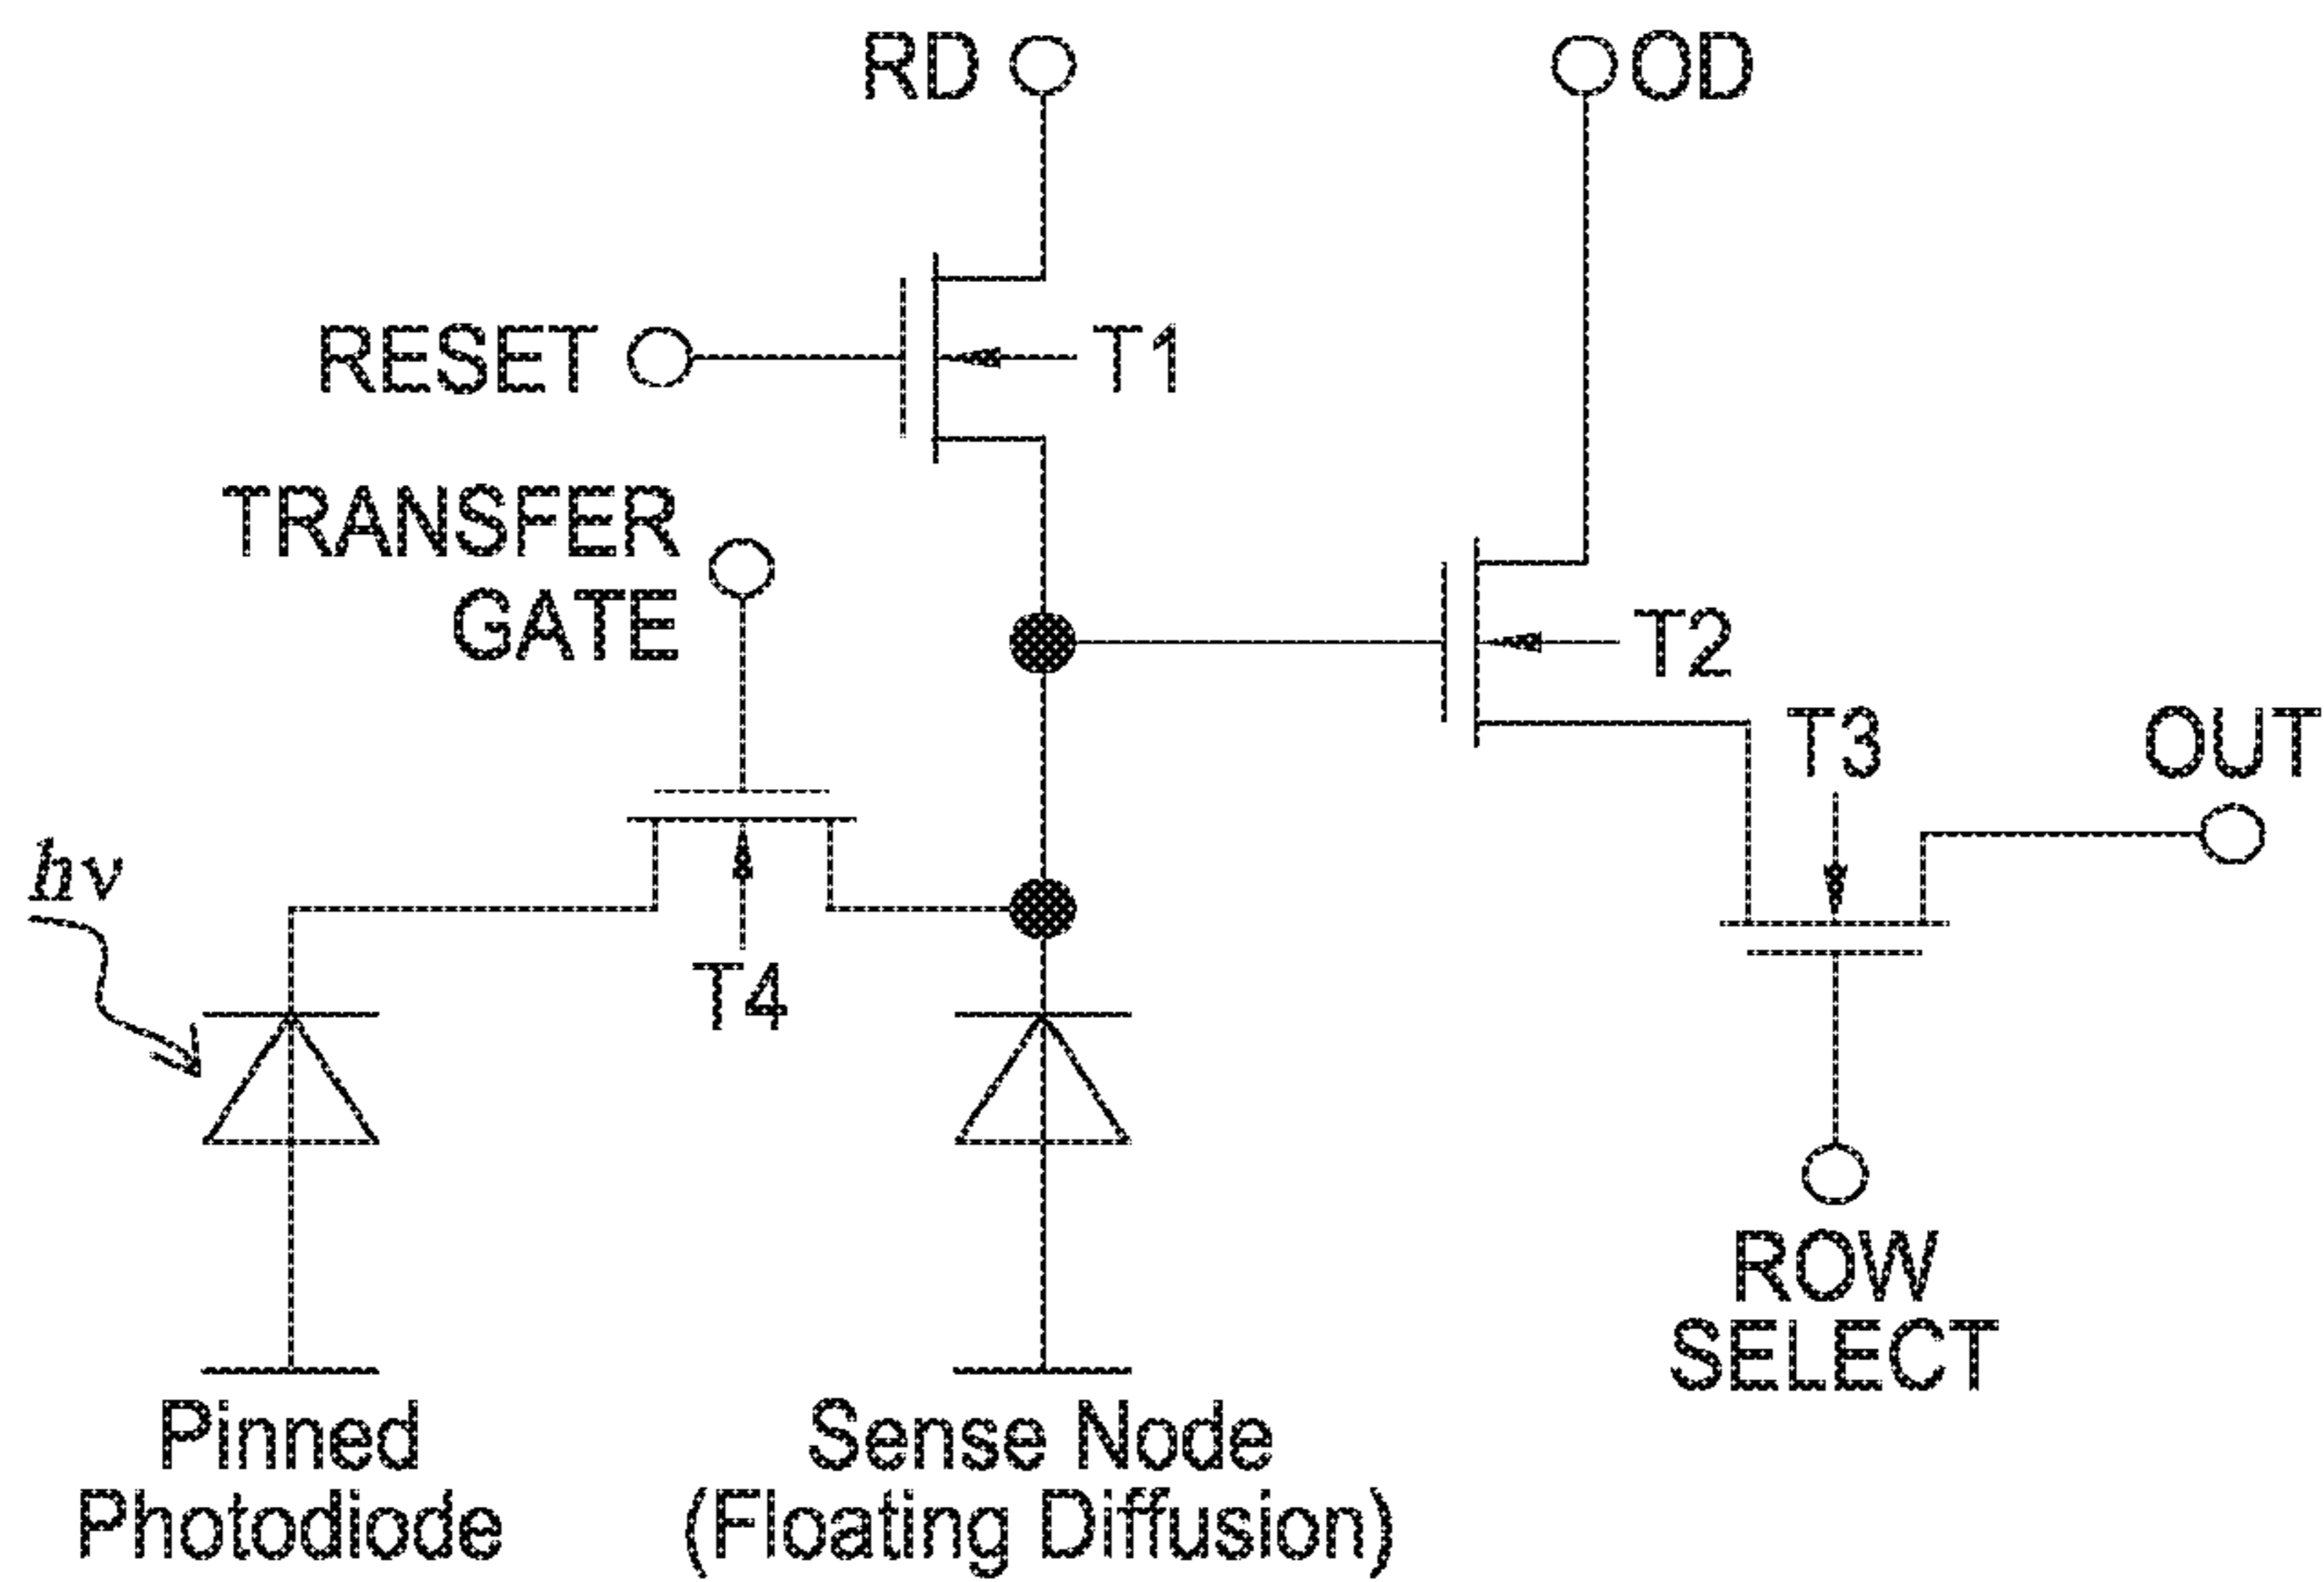 RD
OD
RESET
T1
TRANSFER
GATE
T2
T3
OUT
hν
T4
ROW
SELECT
Pinned
Photodiode
Sense Node
(Floating Diffusion)